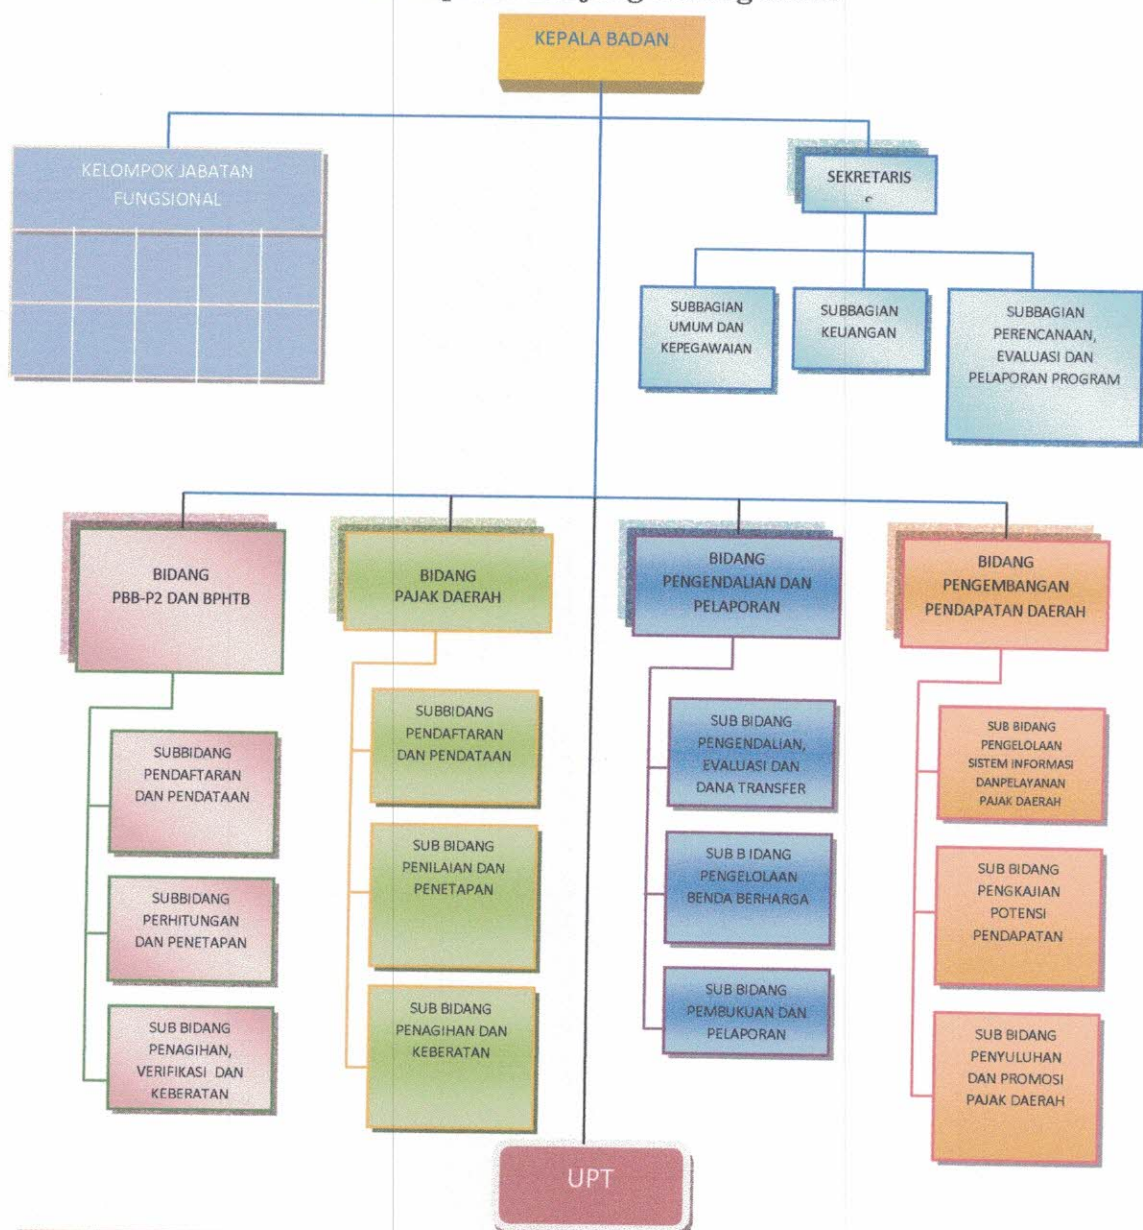 KEPALA BADAN
KELOMPOK JABATAN
FUNGSIONAL
SEKRETARIS
SUBBAGIAN
UMUM DAN
KEPEGAWAIAN
SUBBAGIAN
KEUANGAN
SUBBAGIAN
PERENCANAAN,
EVALUASI DAN
PELAPORAN PROGRAM
BIDANG
PBB-P2 DAN BPHTB
BIDANG
PAJAK DAERAH
BIDANG
PENGENDALIAN DAN
PELAPORAN
BIDANG
PENGEMBANGAN
PENDAPATAN DAERAH
SUBBIDANG
PENDAFTARAN
DAN PENDATAAN
SUBBIDANG
PERHITUNGAN
DAN PENETAPAN
SUB BIDANG
PENAGIHAN,
VERIFIKASI DAN
KEBERATAN
SUBBIDANG
PENDAFTARAN
DAN PENDATAAN
SUB BIDANG
PENILAIAN DAN
PENETAPAN
SUB BIDANG
PENAGIHAN DAN
KEBERATAN
SUB BIDANG
PENGENDALIAN,
EVALUASI DAN
DANA TRANSFER
SUB B IDANG
PENGELOLAAN
BENDA BERHARGA
SUB BIDANG
PEMBUKUAN DAN
PELAPORAN
SUB BIDANG
PENGELOLAAN
SISTEM INFORMASI
DANPELAYANAN
PAJAK DAERAH
SUB BIDANG
PENGKAJIAN
POTENSI
PENDAPATAN
SUB BIDANG
PENYULUHAN
DAN PROMOSI
PAJAK DAERAH
UPT